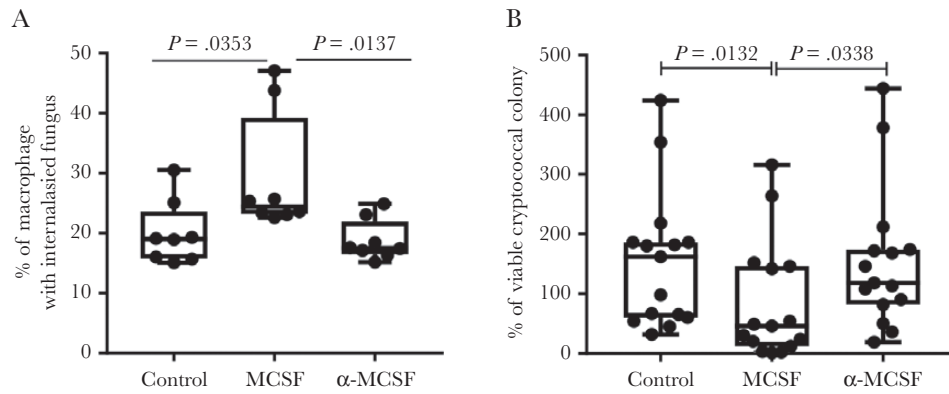 A
P = .0353
P = .0137
50
40
30
20
10
0
% of macrophage
with internalasied fungus
Control
MCSF
α-MCSF
B
P = .0132
P = .0338
500
400
300
200
100
0
% of viable cryptococcal colony
Control
MCSF
α-MCSF